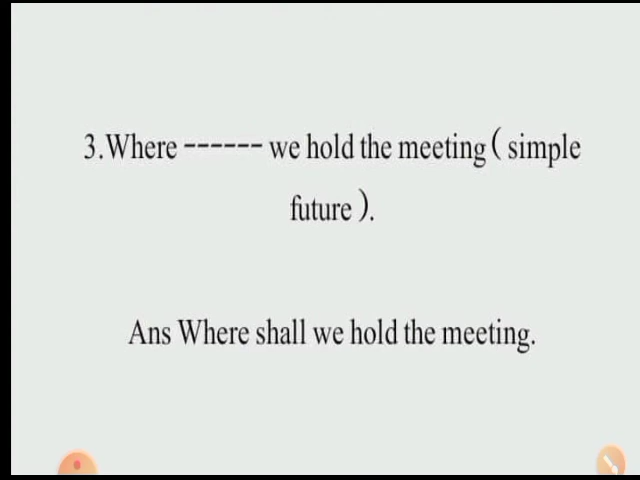 3.Where ------ we hold the meeting ( simple
future ).
Ans Where shall we hold the meeting.